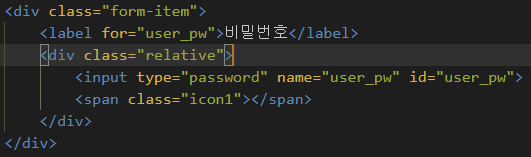 <div class="form-item">
    <label for="user_pw">비밀번호</label>
    <div class="relative">
        <input type="password" name="user_pw" id="user_pw">
        <span class="icon1"></span>
    </div>
</div>